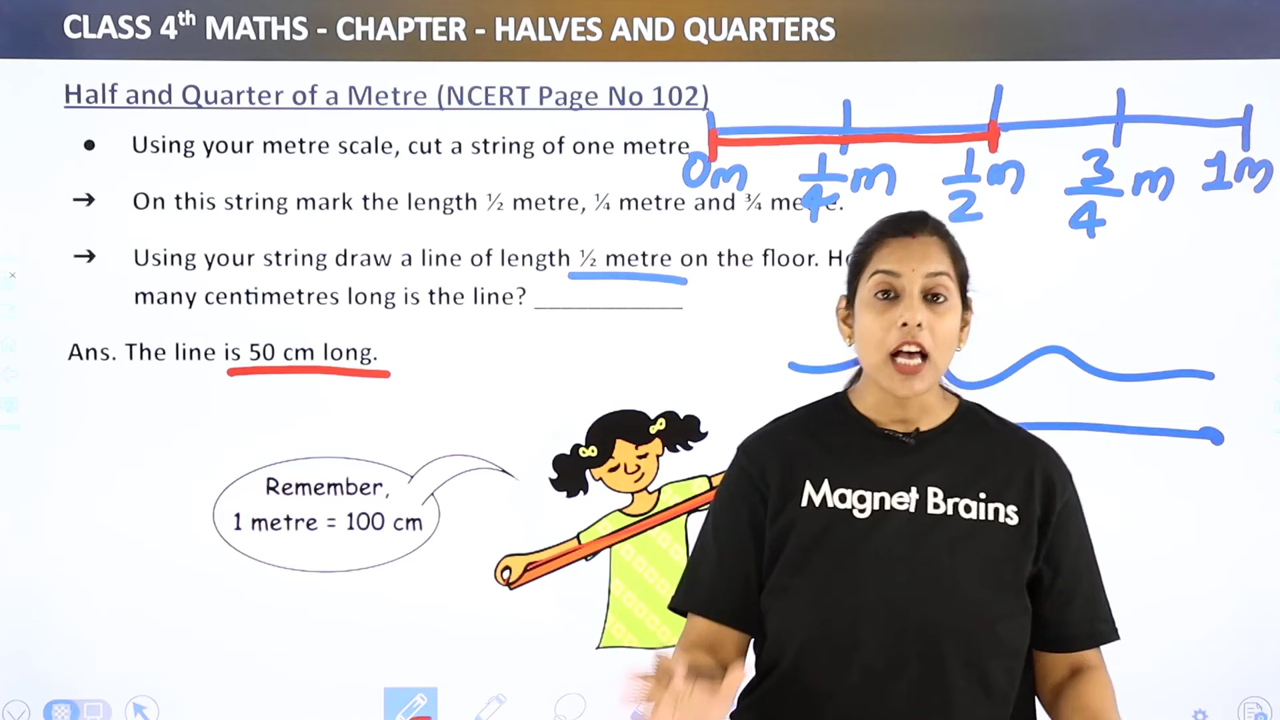 CLASS 4th MATHS - CHAPTER - HALVES AND QUARTERS
Half and Quarter of a Metre (NCERT Page No 102)
● Using your metre scale, cut a string of one metre
→ On this string mark the length ½ metre, ¼ metre and ¾ metre.
→ Using your string draw a line of length ½ metre on the floor.
many centimetres long is the line? ____________
Ans. The line is 50 cm long.
0m 1/4 m 1/2 m 3/4 m 1m
Remember,
1 metre = 100 cm
Magnet Brains